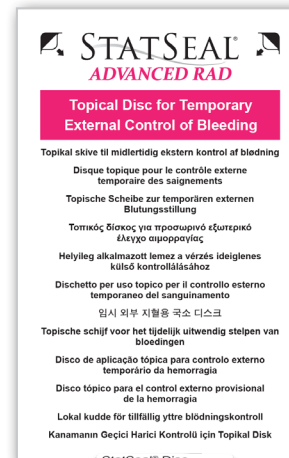 STATSEAL®
ADVANCED RAD
Topical Disc for Temporary
External Control of Bleeding
Topikal skive til midlertidig ekstern kontrol af blødning
Disque topique pour le contrôle externe
temporaire des saignements
Topische Scheibe zur temporären externen
Blutungsstillung
Τοπικός δίσκος για προσωρινό εξωτερικό
έλεγχο αιμορραγίας
Helyileg alkalmazott lemez a vérzés ideiglenes
külső kontrollálásához
Dischetto per uso topico per il controllo esterno
temporaneo del sanguinamento
임시 외부 지혈용 국소 디스크
Topische schijf voor het tijdelijk uitwendig stelpen van
bloedingen
Disco de aplicação tópica para controlo externo
temporário da hemorragia
Disco tópico para el control externo provisional
de la hemorragia
Lokal kudde för tillfällig yttre blödningskontroll
Kanamanın Geçici Harici Kontrolü için Topikal Disk